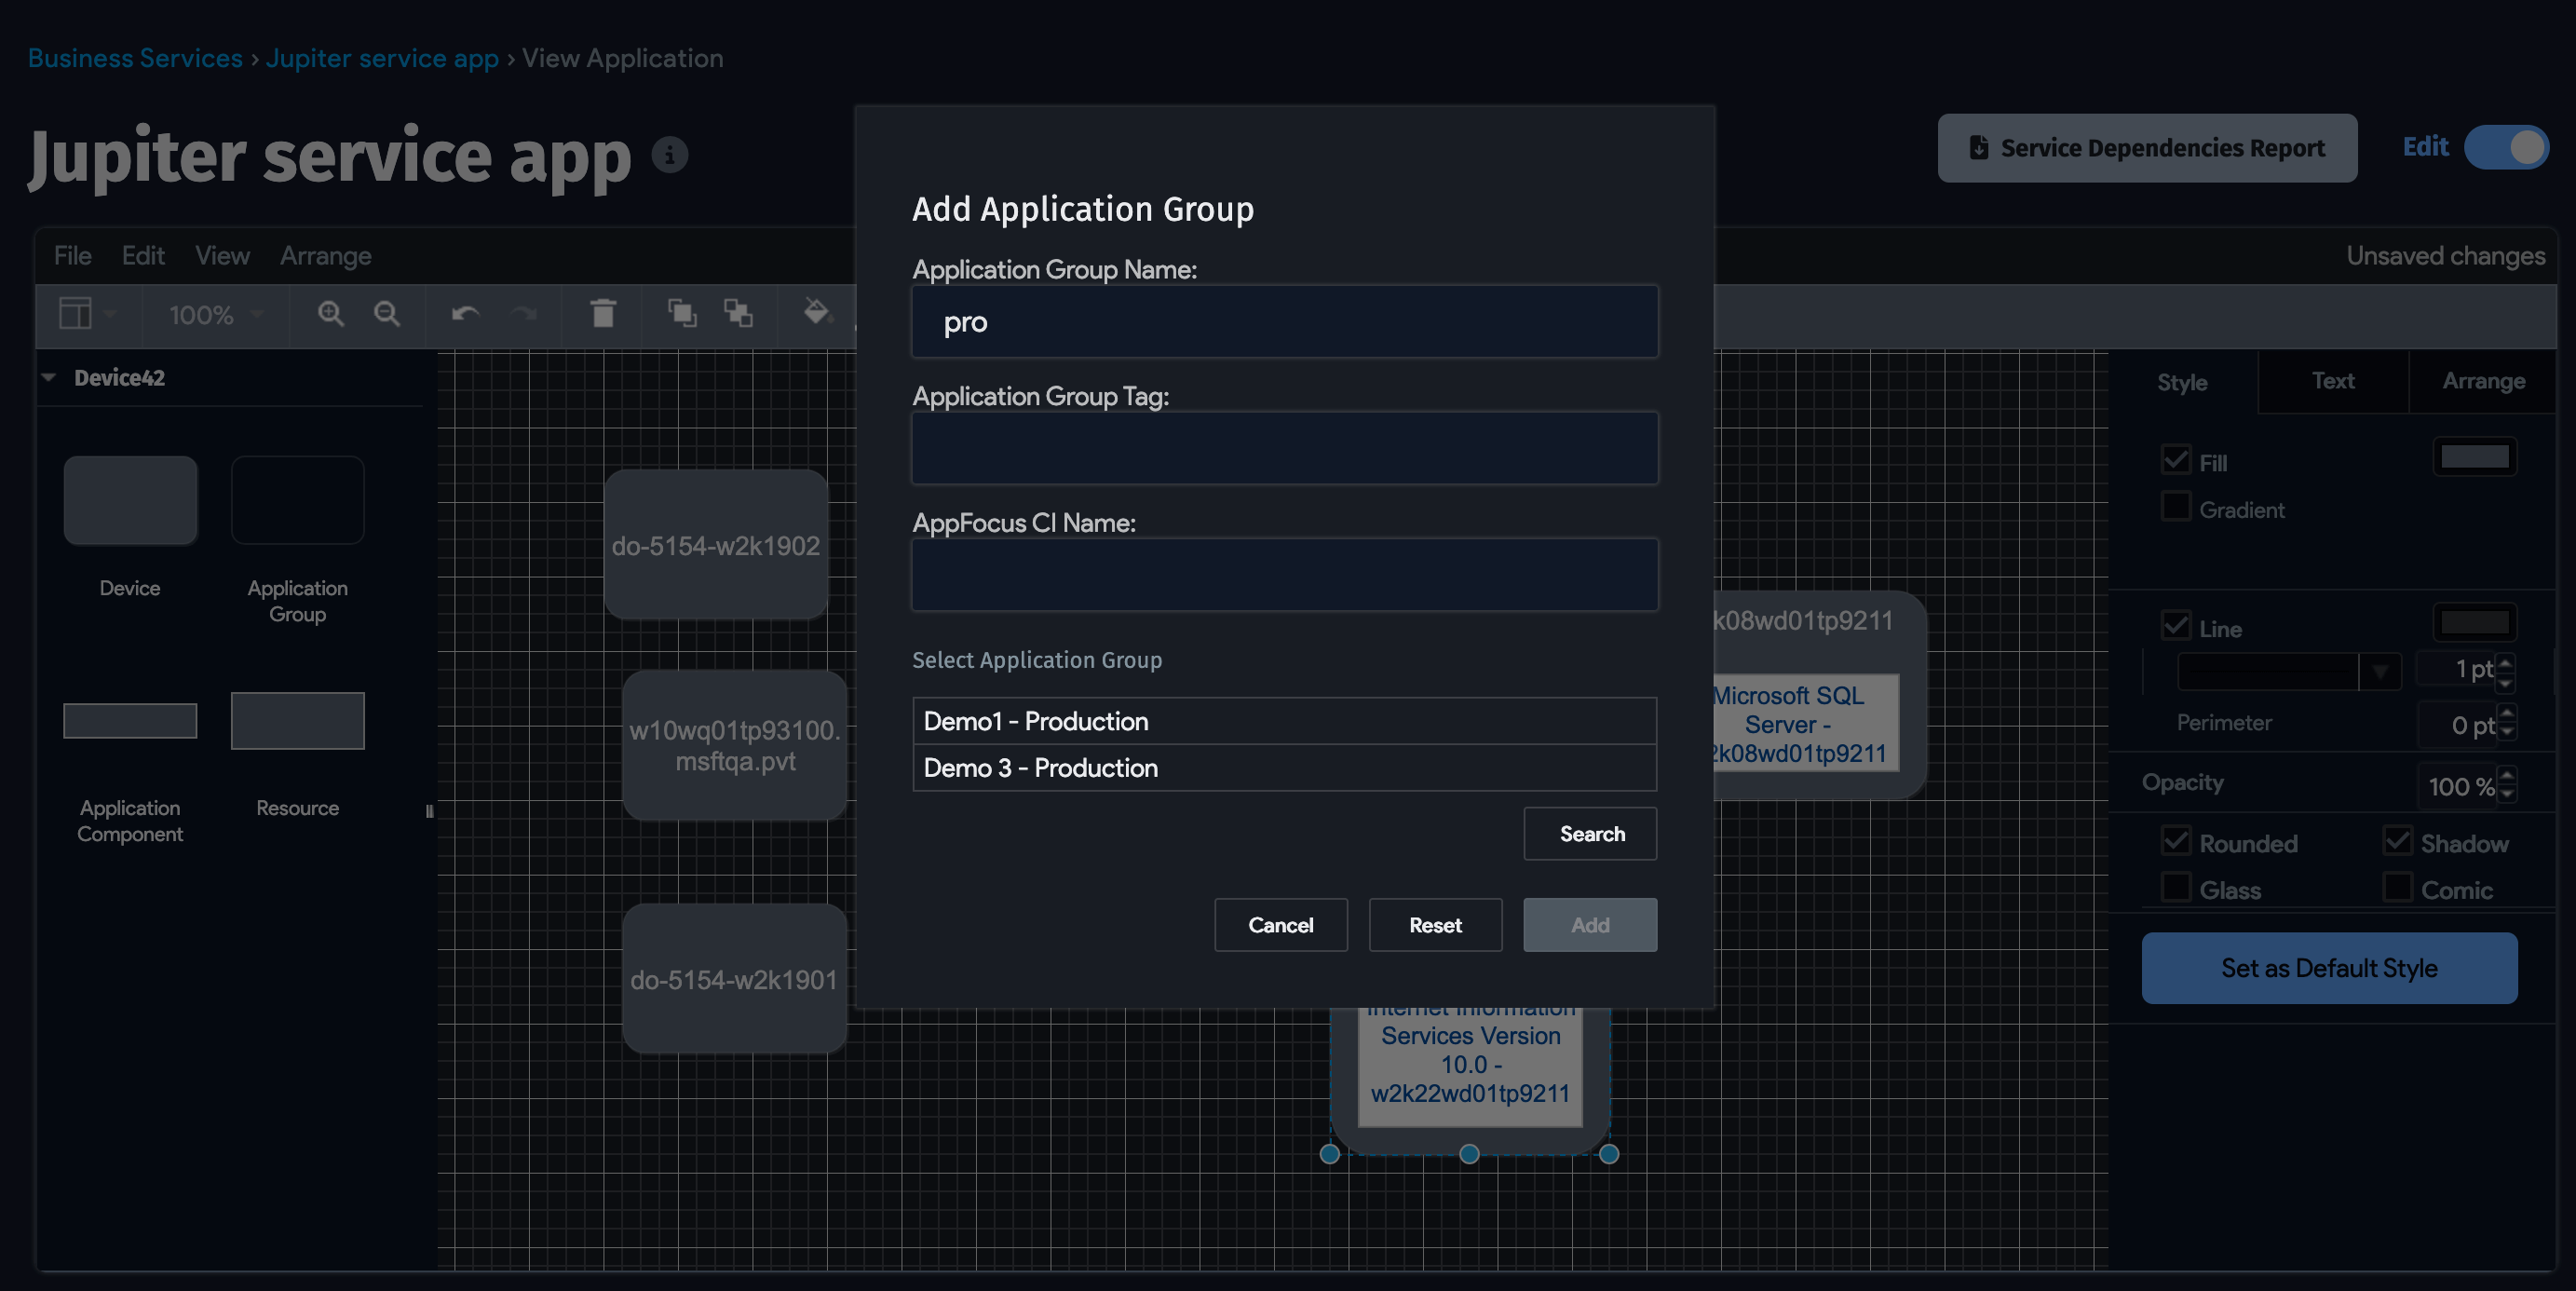 Business Services › Jupiter service app › View Application
Jupiter service app
Service Dependencies Report
Edit
File Edit View Arrange
Unsaved changes
100%
Device42
Device
Application
Group
Application
Component
Resource
do-5154-w2k1902
w10wq01tp93100.
msftqa.pvt
do-5154-w2k1901
Add Application Group
Application Group Name:
pro
Application Group Tag:
AppFocus CI Name:
Select Application Group
Demo1 - Production
Demo 3 - Production
Search
Cancel
Reset
Add
k08wd01tp9211
Microsoft SQL
Server -
2k08wd01tp9211
Internet Information
Services Version
10.0 -
w2k22wd01tp9211
Style
Text
Arrange
Fill
Gradient
Line
1 pt
Perimeter
0 pt
Opacity
100 %
Rounded
Shadow
Glass
Comic
Set as Default Style